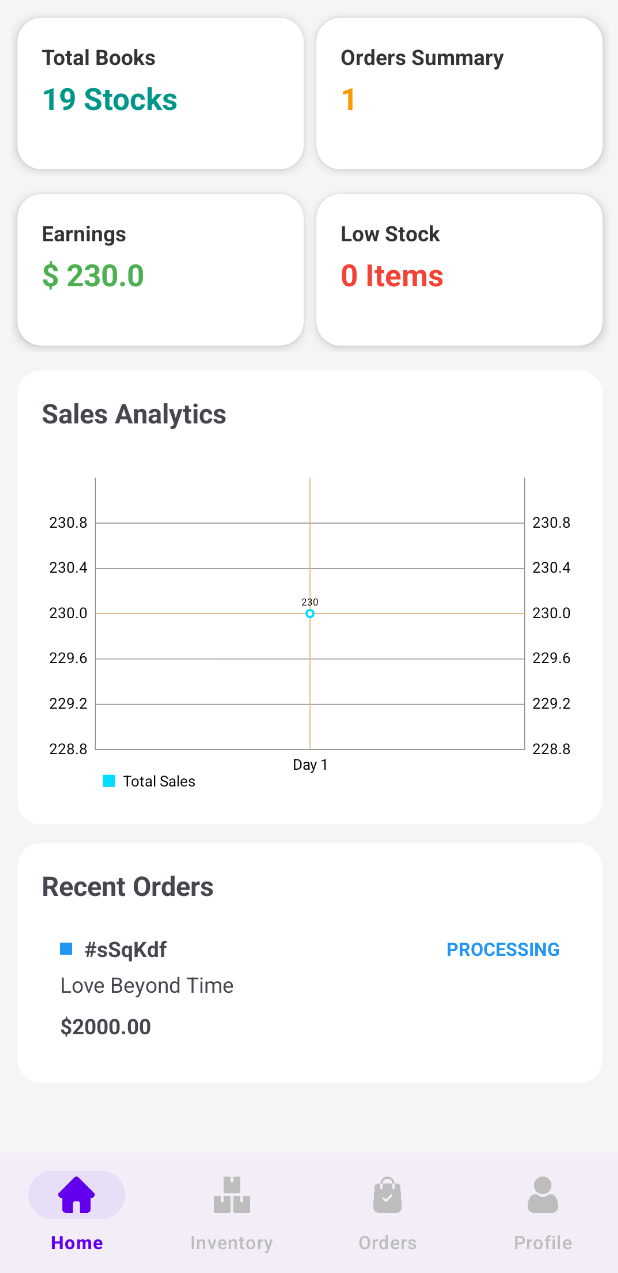 Total Books
19 Stocks
Orders Summary
1
Earnings
$ 230.0
Low Stock
0 Items
Sales Analytics
230.8 230.8
230.4 230.4
230
230.0 230.0
229.6 229.6
229.2 229.2
228.8 228.8
Day 1
Total Sales
Recent Orders
#sSqKdf PROCESSING
Love Beyond Time
$2000.00
Home Inventory Orders Profile